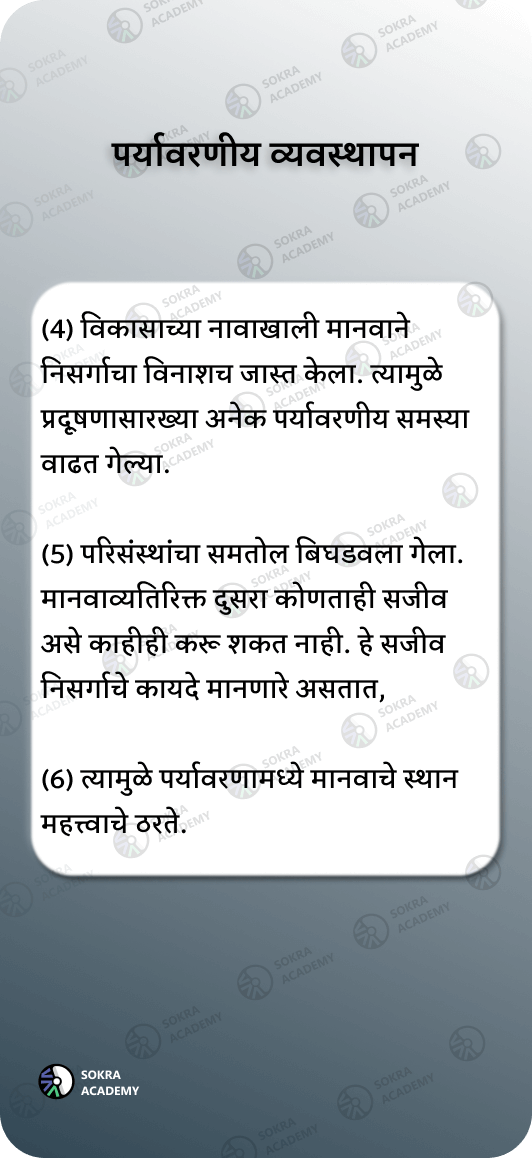 पर्यावरणीय व्यवस्थापन
(4) विकासाच्या नावाखाली मानवाने
निसर्गाचा विनाशच जास्त केला. त्यामुळे
प्रदूषणासारख्या अनेक पर्यावरणीय समस्या
वाढत गेल्या.
(5) परिसंस्थांचा समतोल बिघडवला गेला.
मानवाव्यतिरिक्त दुसरा कोणताही सजीव
असे काहीही करू शकत नाही. हे सजीव
निसर्गाचे कायदे मानणारे असतात,
(6) त्यामुळे पर्यावरणामध्ये मानवाचे स्थान
महत्त्वाचे ठरते.
SOKRA
ACADEMY